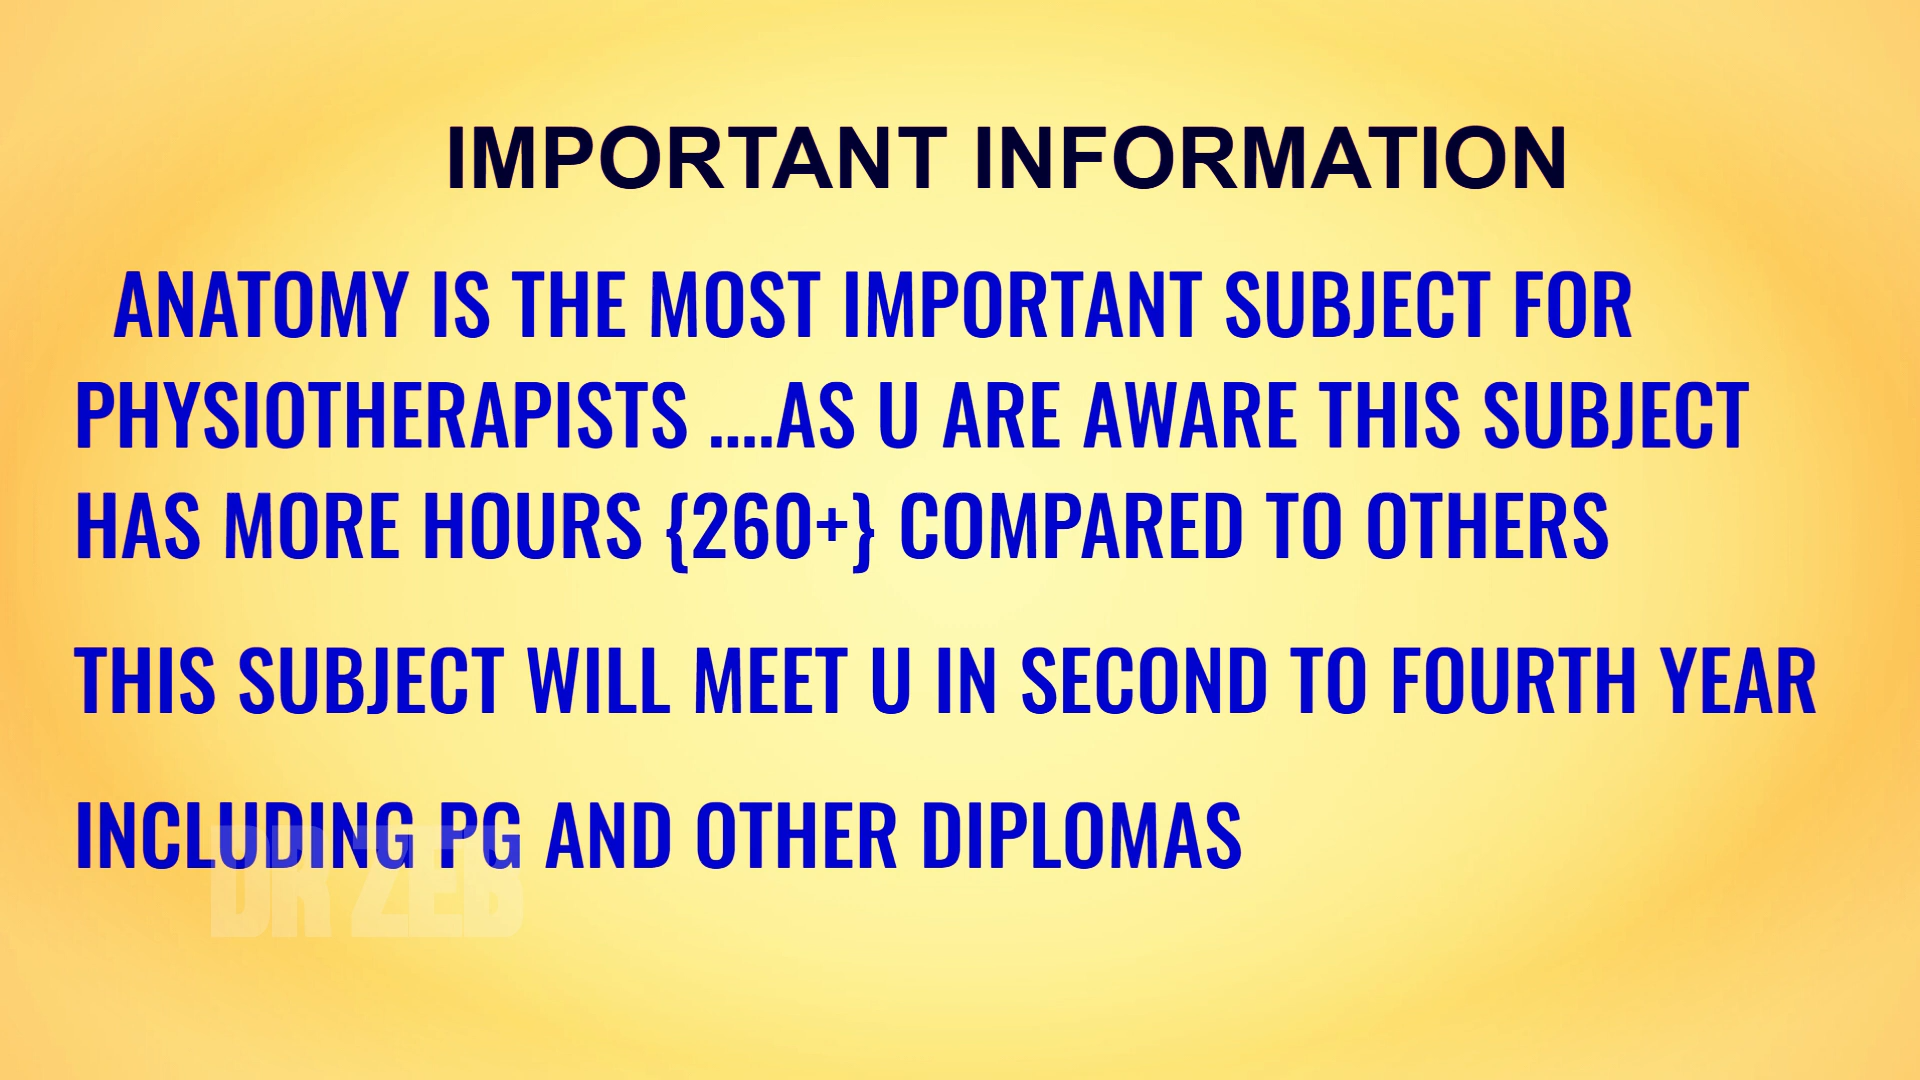 IMPORTANT INFORMATION
ANATOMY IS THE MOST IMPORTANT SUBJECT FOR
PHYSIOTHERAPISTS ....AS U ARE AWARE THIS SUBJECT
HAS MORE HOURS {260+} COMPARED TO OTHERS
THIS SUBJECT WILL MEET U IN SECOND TO FOURTH YEAR
INCLUDING PG AND OTHER DIPLOMAS
DR ZEB